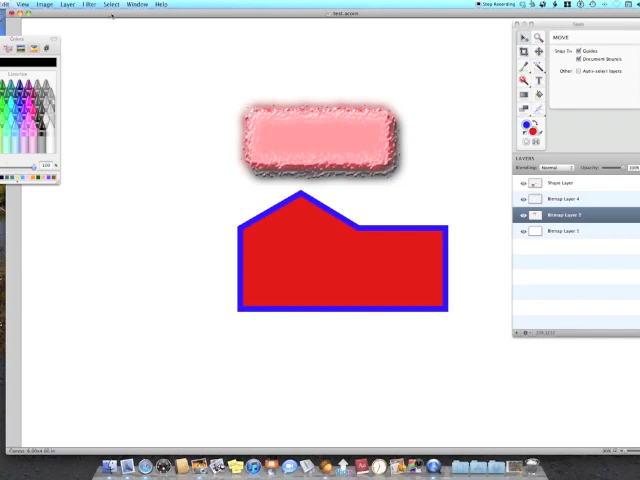 Edit View Image Layer Filter Select Window Help
Stop Recording
test.acorn
Colors
Tools
MOVE
Snap To: Guides
Document Bounds
Other: Auto-select layers
100 %
LAYERS
Blending: Normal Opacity: 100%
Shape Layer
Bitmap Layer 4
Bitmap Layer
Bitmap Layer 1